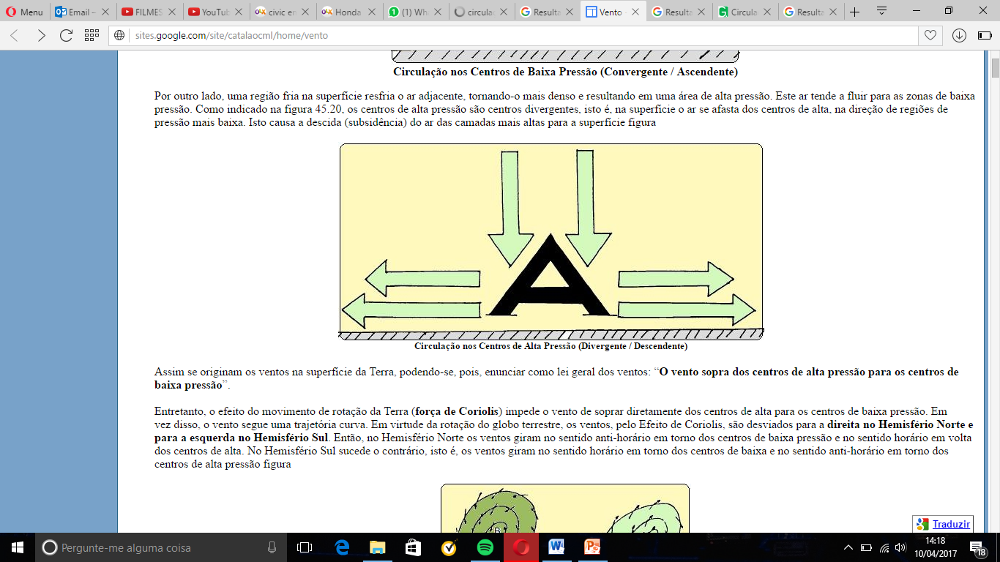 Menu
Email –
FILMES
YouTub
civic en
Honda
(1) Wh
circulaç
Resulta
Vento -
Resulta
Circula
Resulta
sites.google.com/site/catalaocml/home/vento
Circulação nos Centros de Baixa Pressão (Convergente / Ascendente)
Por outro lado, uma região fria na superfície resfria o ar adjacente, tornando-o mais denso e resultando em uma área de alta pressão. Este ar tende a fluir para as zonas de baixa
pressão. Como indicado na figura 45.20, os centros de alta pressão são centros divergentes, isto é, na superfície o ar se afasta dos centros de alta, na direção de regiões de
pressão mais baixa. Isto causa a descida (subsidência) do ar das camadas mais altas para a superfície figura
A
Circulação nos Centros de Alta Pressão (Divergente / Descendente)
Assim se originam os ventos na superfície da Terra, podendo-se, pois, enunciar como lei geral dos ventos: “O vento sopra dos centros de alta pressão para os centros de
baixa pressão”.
Entretanto, o efeito do movimento de rotação da Terra (força de Coriolis) impede o vento de soprar diretamente dos centros de alta para os centros de baixa pressão. Em
vez disso, o vento segue uma trajetória curva. Em virtude da rotação do globo terrestre, os ventos, pelo Efeito de Coriolis, são desviados para a direita no Hemisfério Norte e
para a esquerda no Hemisfério Sul. Então, no Hemisfério Norte os ventos giram no sentido anti-horário em torno dos centros de baixa pressão e no sentido horário em volta
dos centros de alta. No Hemisfério Sul sucede o contrário, isto é, os ventos giram no sentido horário em torno dos centros de baixa e no sentido anti-horário em torno dos
centros de alta pressão figura
B
Traduzir
Pergunte-me alguma coisa
14:18
10/04/2017
18